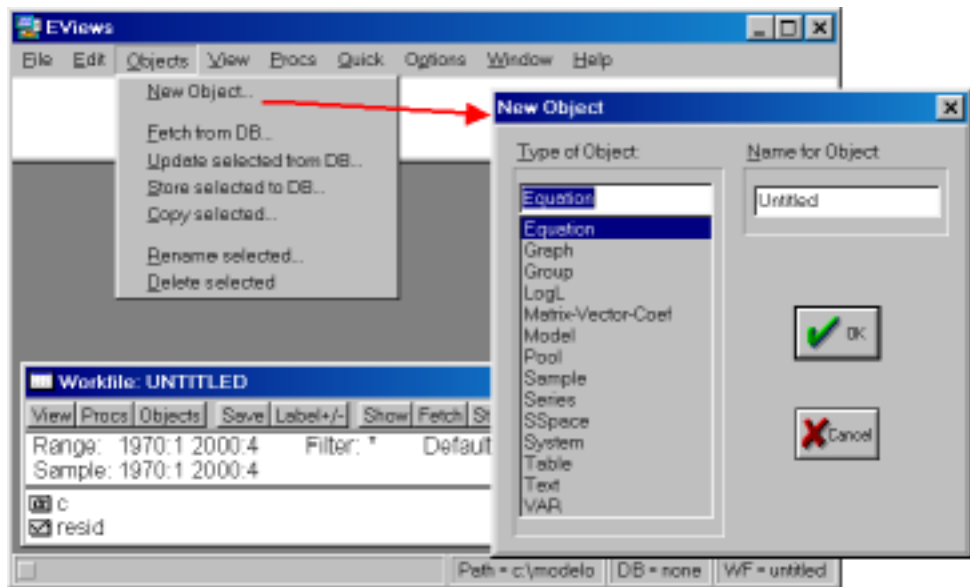 EViews
File Edit Objects View Procs Quick Options Window Help
New Object...
Fetch from DB...
Update selected from DB...
Store selected to DB...
Copy selected...
Rename selected...
Delete selected
New Object
Type of Object:
Equation
Equation
Graph
Group
LogL
Matrix-Vector-Coef
Model
Pool
Sample
Series
SSpace
System
Table
Text
VAR
Name for Object
Untitled
OK
Cancel
Workfile: UNTITLED
View Procs Objects Save Label+/- Show Fetch St
Range: 1970:1 2000:4 Filter: * Default
Sample: 1970:1 2000:4
c
resid
Path = c:\modelo DB = none WF = untitled